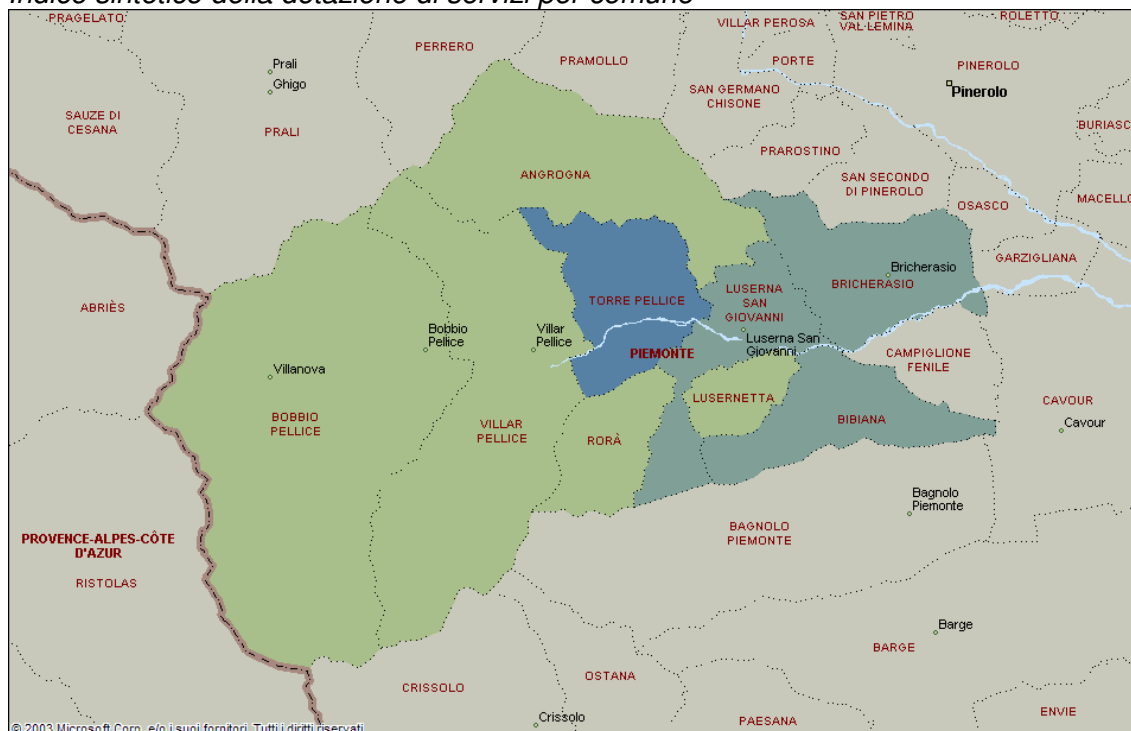 Indice sintetico della dotazione di servizi per comune
PRAGELATO
PERRERO
VILLAR PEROSA
SAN PIETRO
VAL LEMINA
ROLETTO
Prali
Ghigo
PRAMOLLO
PORTE
PINEROLO
Pinerolo
SAN GERMANO
CHISONE
SAUZE DI
CESANA
PRALI
BURIASC
PRAROSTINO
ANGROGNA
SAN SECONDO
DI PINEROLO
OSASCO
MACELLO
GARZIGLIANA
Bricherasio
BRICHERASIO
ABRIÈS
TORRE PELLICE
LUSERNA
SAN
GIOVANNI
Bobbio
Pellice
Villar
Pellice
PIEMONTE
Luserna San
Giovanni
CAMPIGLIONE
FENILE
Villanova
LUSERNETTA
CAVOUR
Cavour
BOBBIO
PELLICE
VILLAR
PELLICE
RORÀ
BIBIANA
Bagnolo
Piemonte
BAGNOLO
PIEMONTE
PROVENCE-ALPES-CÔTE
D'AZUR
RISTOLAS
Barge
BARGE
CRISSOLO
OSTANA
Crissolo
PAESANA
ENVIE
© 2003 Microsoft Corp. e/o i suoi fornitori. Tutti i diritti riservati.